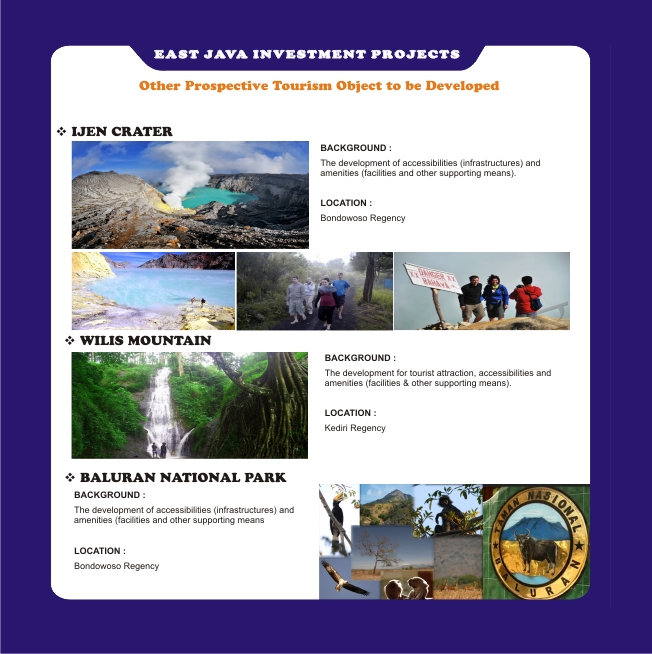 EAST JAVA INVESTMENT PROJECTS
Other Prospective Tourism Object to be Developed
❖ IJEN CRATER
BACKGROUND :
The development of accessibilities (infrastructures) and
amenities (facilities and other supporting means).
LOCATION :
Bondowoso Regency
DANGER
BAHAYA
❖ WILIS MOUNTAIN
BACKGROUND :
The development for tourist attraction, accessibilities and
amenities (facilities & other supporting means).
LOCATION :
Kediri Regency
❖ BALURAN NATIONAL PARK
BACKGROUND :
The development of accessibilities (infrastructures) and
amenities (facilities and other supporting means
LOCATION :
Bondowoso Regency
TAMAN NASIONAL
BALURAN